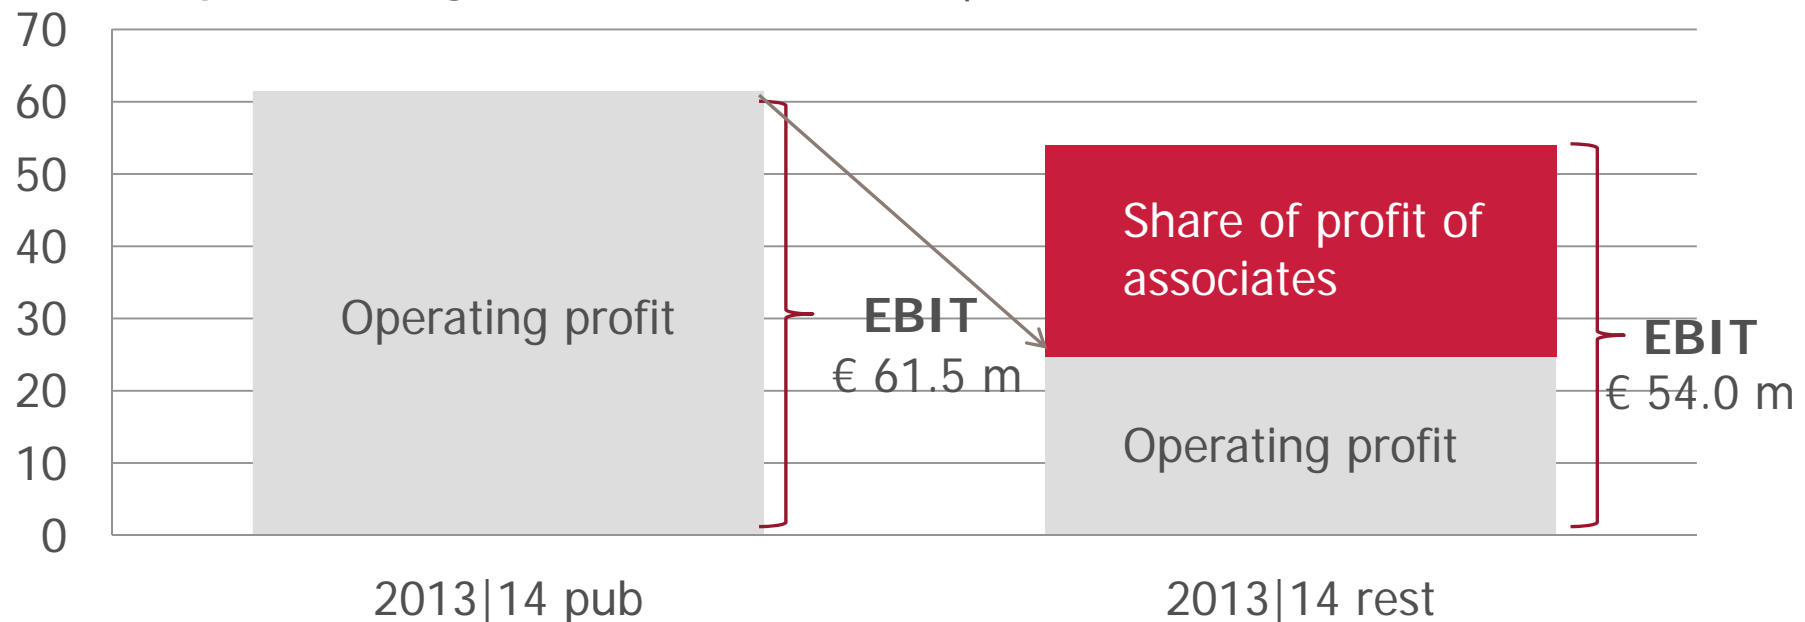 70
60
50
40
30
20
10
0
Operating profit
EBIT
€ 61.5 m
Share of profit of
associates
Operating profit
EBIT
€ 54.0 m
2013|14 pub
2013|14 rest